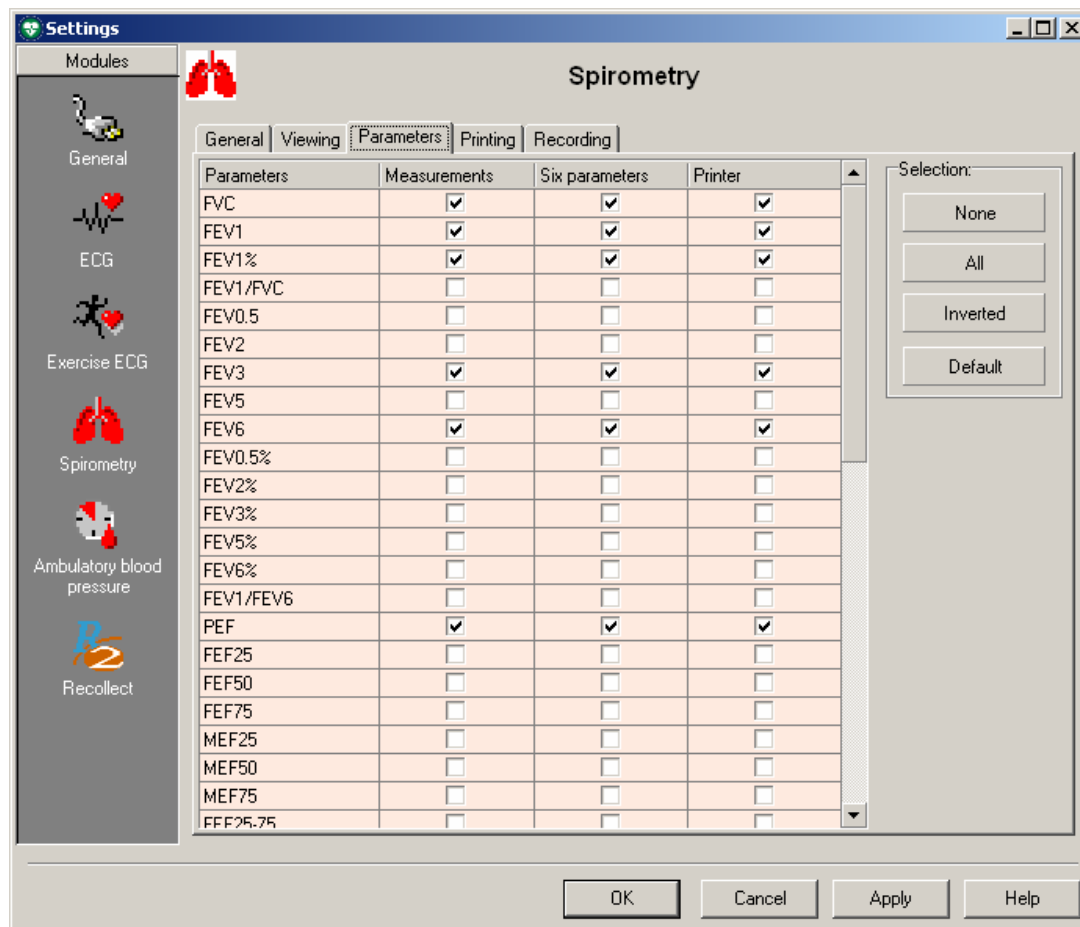 Settings
Modules
General
ECG
Exercise ECG
Spirometry
Ambulatory blood
pressure
R2
Recollect
Spirometry
General Viewing Parameters Printing Recording
Parameters Measurements Six parameters Printer
FVC
FEV1
FEV1%
FEV1/FVC
FEV0.5
FEV2
FEV3
FEV5
FEV6
FEV0.5%
FEV2%
FEV3%
FEV5%
FEV6%
FEV1/FEV6
PEF
FEF25
FEF50
FEF75
MEF25
MEF50
MEF75
FEF25-75
Selection:
None
All
Inverted
Default
OK Cancel Apply Help